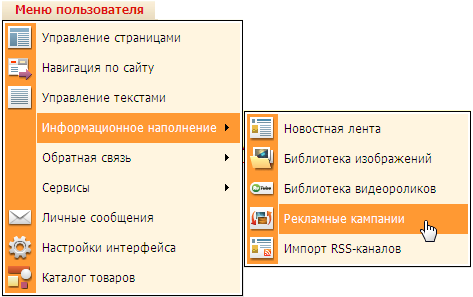 Меню пользователя
Управление страницами
Навигация по сайту
Управление текстами
Информационное наполнение
Обратная связь
Сервисы
Личные сообщения
Настройки интерфейса
Каталог товаров
Новостная лента
Библиотека изображений
Библиотека видеороликов
Рекламные кампании
Импорт RSS-каналов